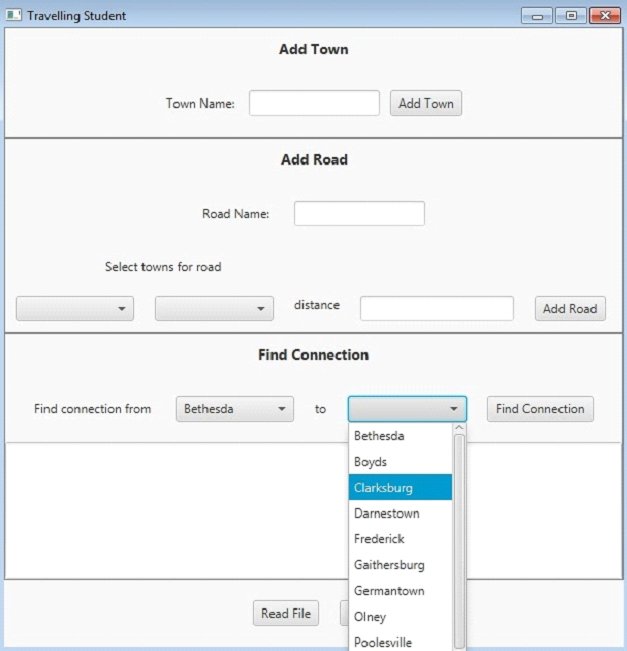 Travelling Student
Add Town
Town Name: Add Town
Add Road
Road Name:
Select towns for road
distance Add Road
Find Connection
Find connection from Bethesda to Find Connection
Bethesda
Boyds
Clarksburg
Darnestown
Frederick
Gaithersburg
Germantown
Olney
Poolesville
Read File